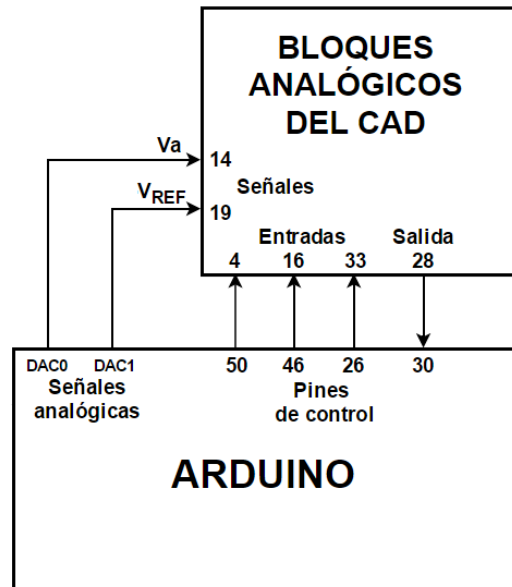 BLOQUES
ANALÓGICOS
DEL CAD
Va
14
Señales
VREF
19
Entradas Salida
4 16 33 28
DAC0 DAC1 50 46 26 30
Señales
analógicas
Pines
de control
ARDUINO